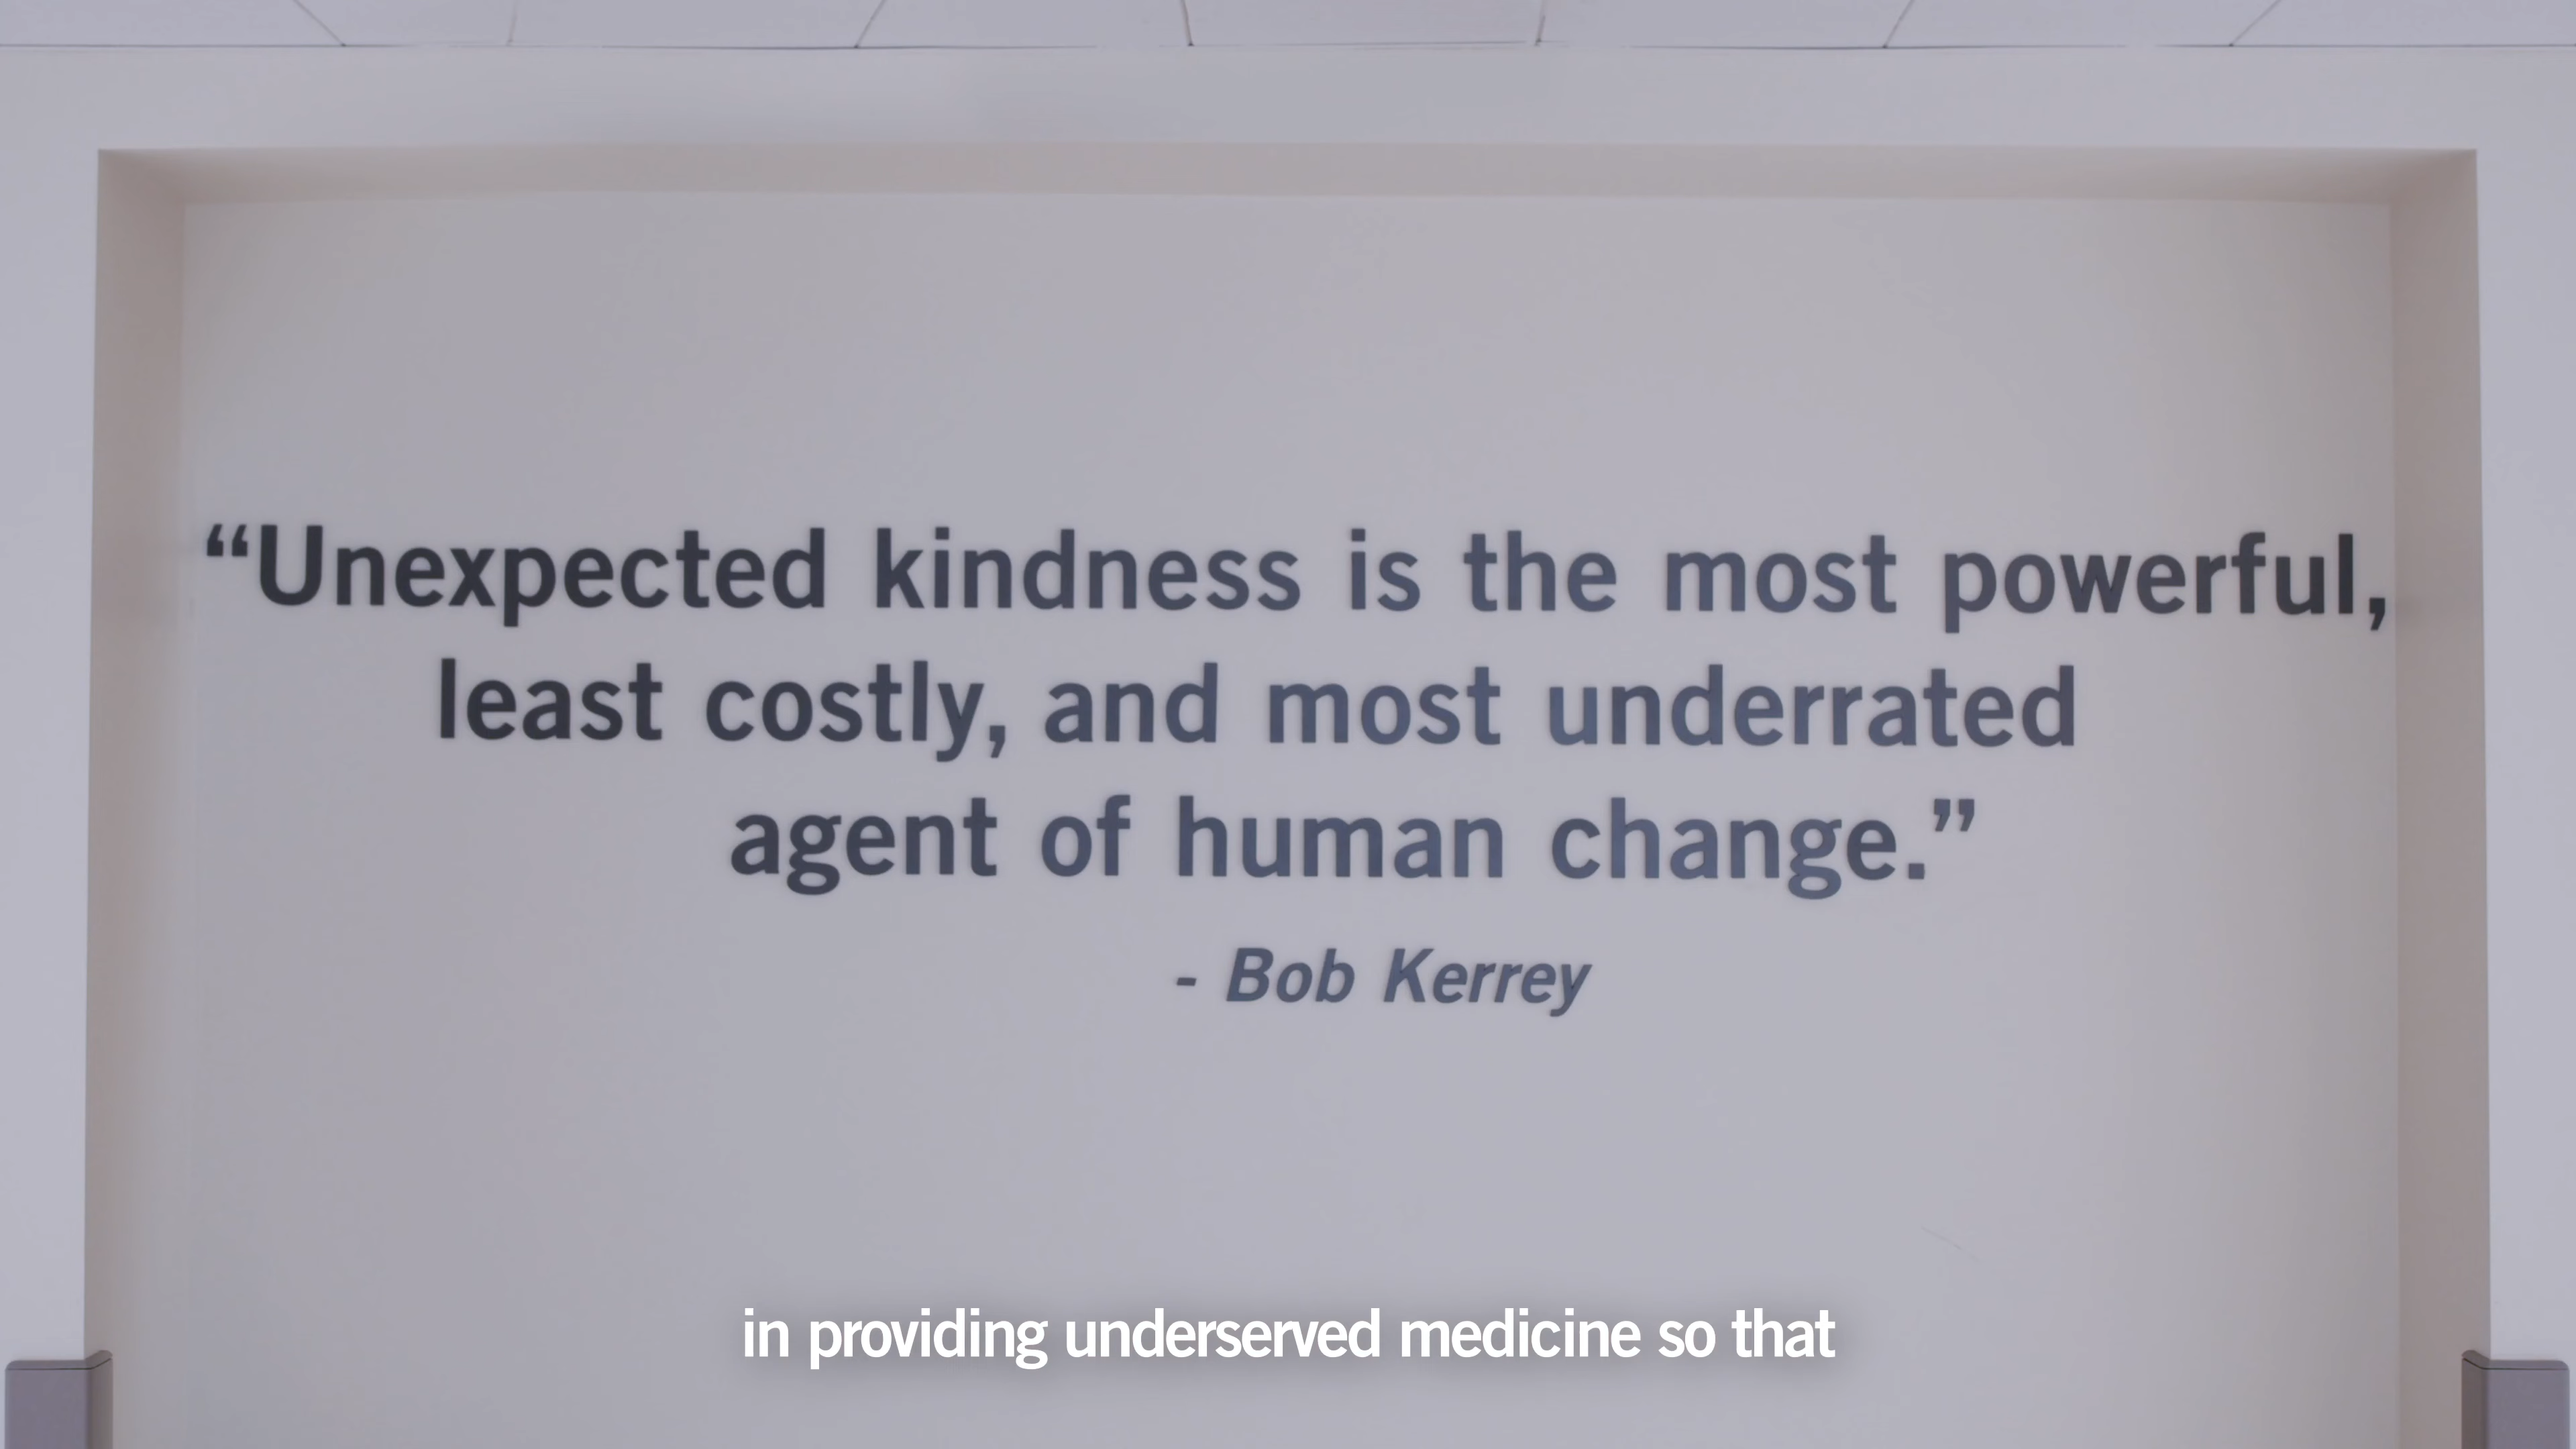 “Unexpected kindness is the most powerful,
least costly, and most underrated
agent of human change.”
- Bob Kerrey
in providing underserved medicine so that